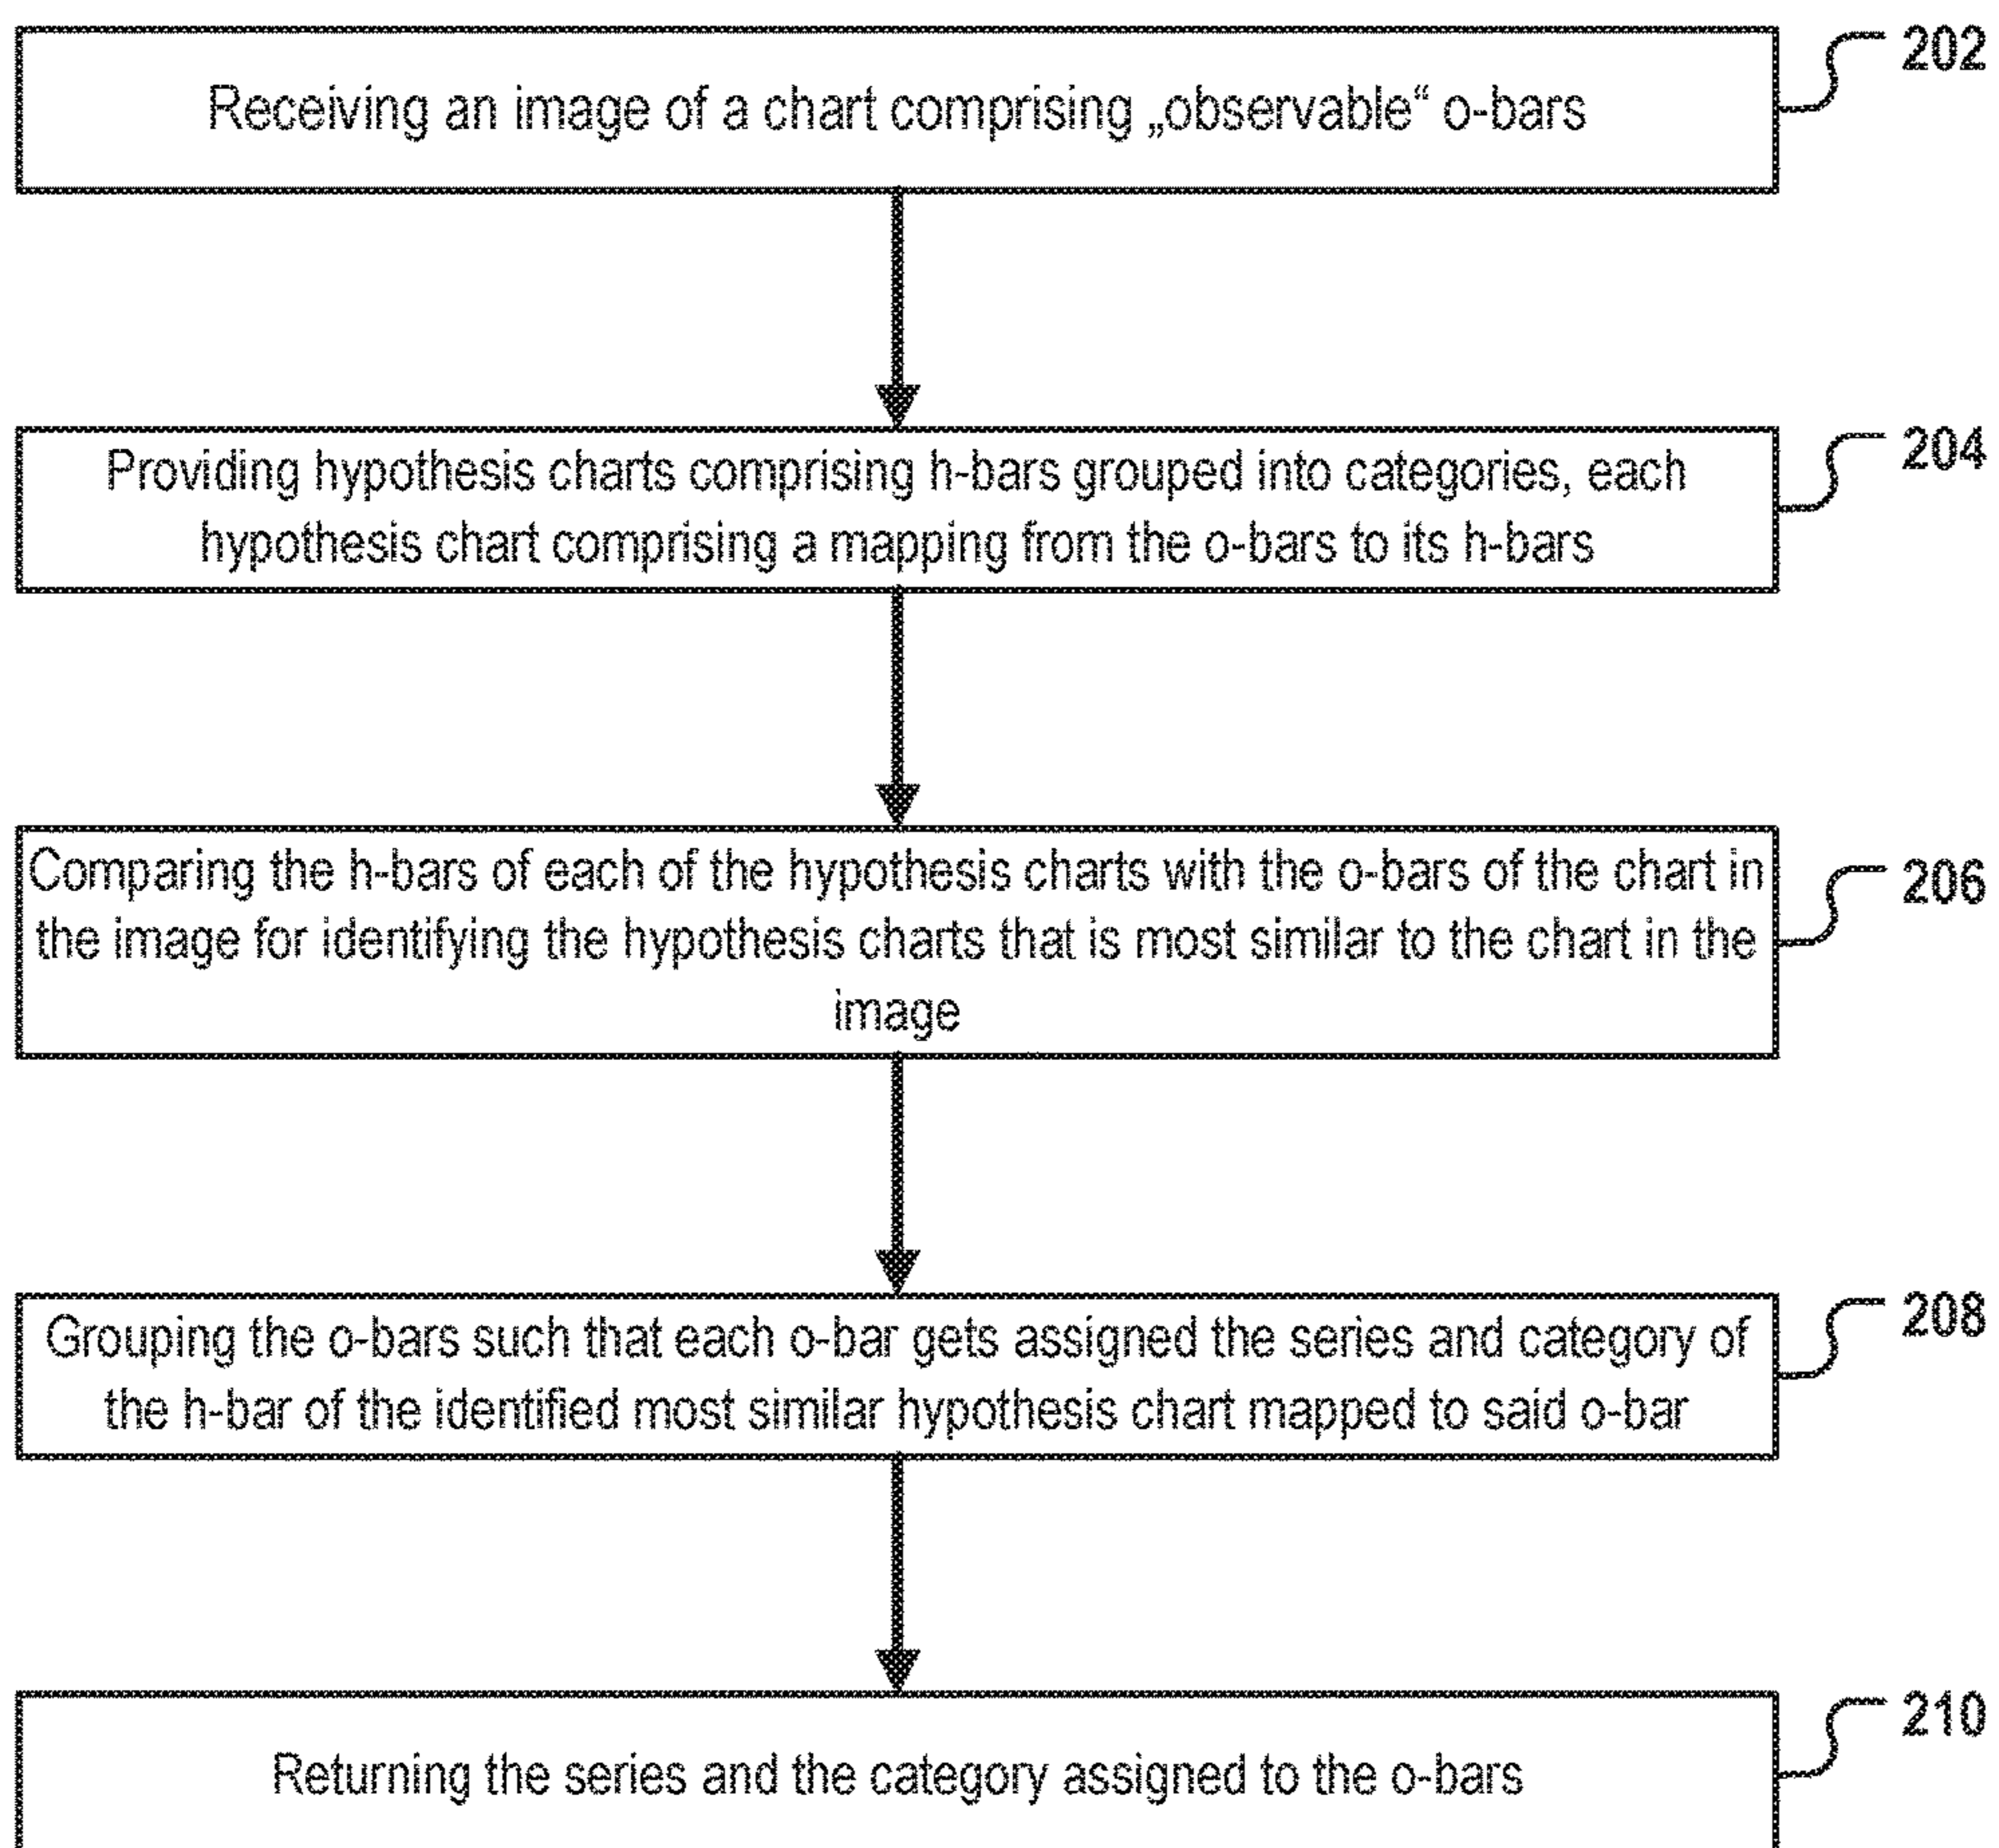 202
Receiving an image of a chart comprising „observable“ o-bars
204
Providing hypothesis charts comprising h-bars grouped into categories, each
hypothesis chart comprising a mapping from the o-bars to its h-bars
206
Comparing the h-bars of each of the hypothesis charts with the o-bars of the chart in
the image for identifying the hypothesis charts that is most similar to the chart in the
image
208
Grouping the o-bars such that each o-bar gets assigned the series and category of
the h-bar of the identified most similar hypothesis chart mapped to said o-bar
210
Returning the series and the category assigned to the o-bars